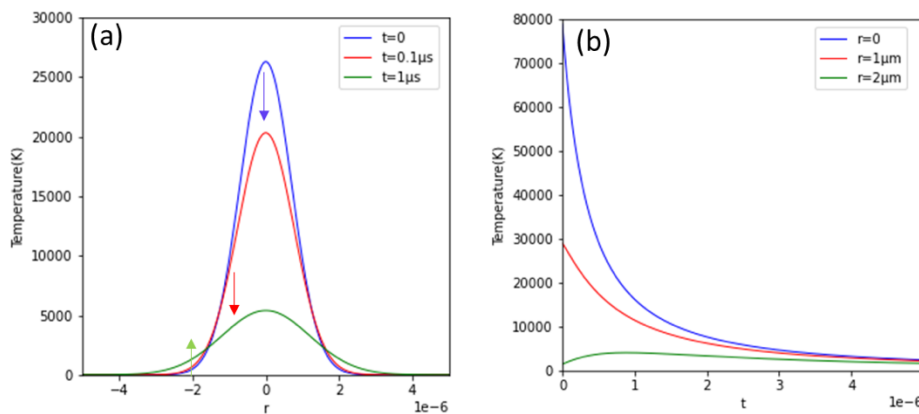 (a)
t=0
t=0.1μs
t=1μs
Temperature(K)
30000
25000
20000
15000
10000
5000
0
−4
−2
0
2
4
1e−6
r
(b)
r=0
r=1μm
r=2μm
Temperature(K)
80000
70000
60000
50000
40000
30000
20000
10000
0
0
1
2
3
4
1e−6
t